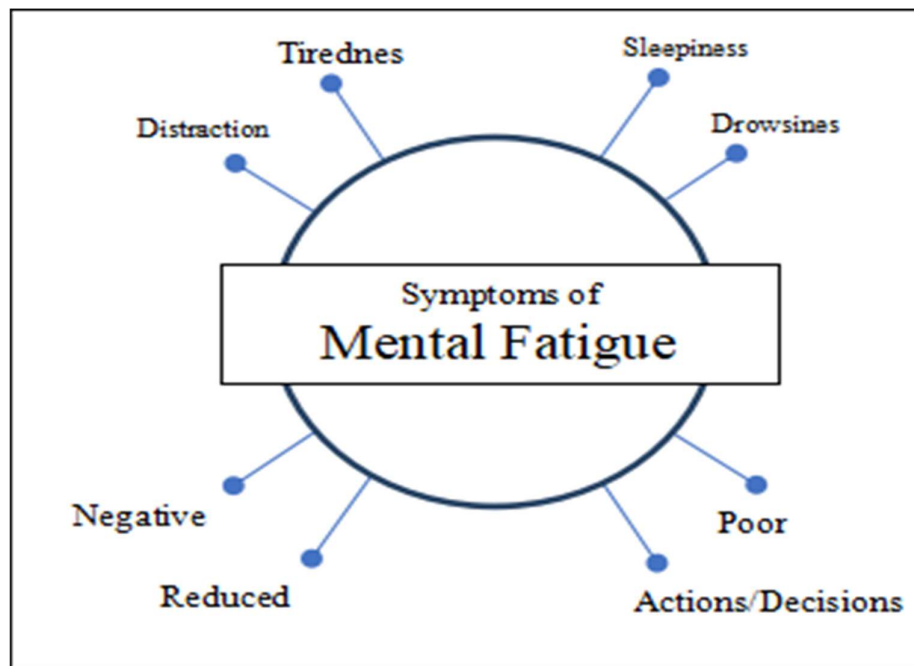 Tirednes
Sleepiness
Distraction
Drowsines
Symptoms of
Mental Fatigue
Negative
Poor
Reduced
Actions/Decisions